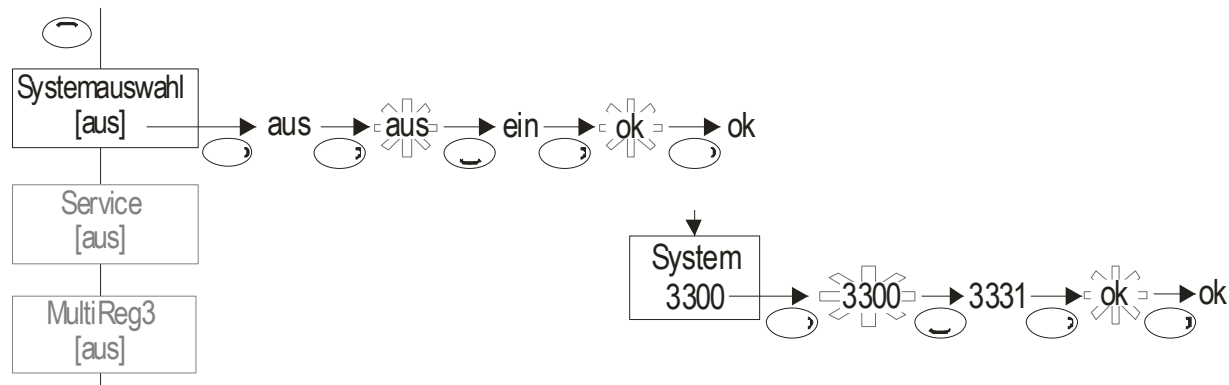 Systemauswahl
[aus]
aus
aus
ein
ok
ok
Service
[aus]
System
3300
3300
3331
ok
ok
MultiReg3
[aus]